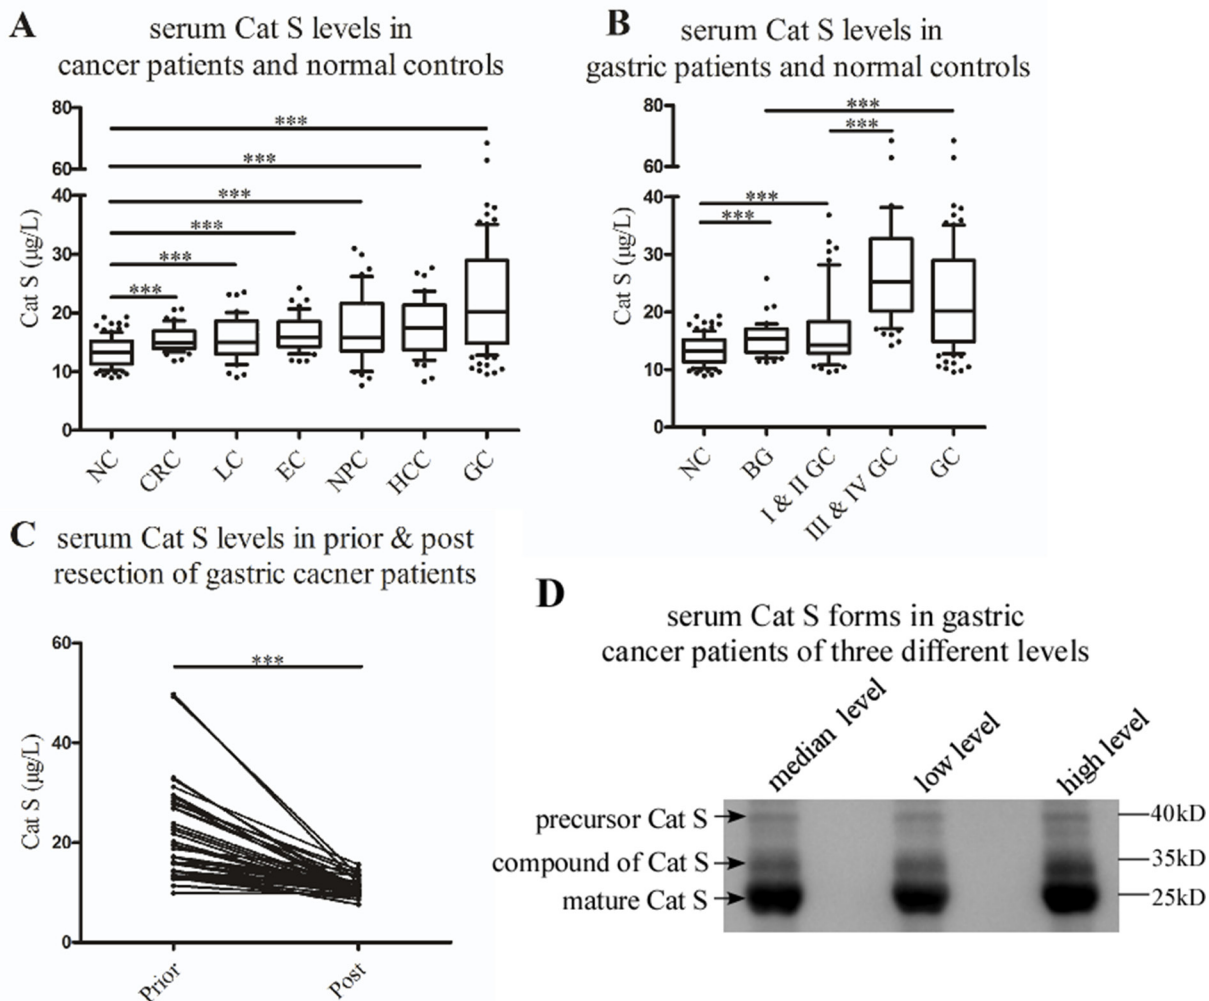 A
serum Cat S levels in
cancer patients and normal controls
Cat S (µg/L)
80
60
40
30
20
10
0
***
***
***
***
***
***
NC
CRC
LC
EC
NPC
HCC
GC
B
serum Cat S levels in
gastric patients and normal controls
Cat S (µg/L)
80
60
40
30
20
10
0
***
***
***
***
NC
BG
I & II GC
III & IV GC
GC
C
serum Cat S levels in prior & post
resection of gastric cacner patients
Cat S (µg/L)
60
40
20
0
***
Prior
Post
D
serum Cat S forms in gastric
cancer patients of three different levels
median level
low level
high level
precursor Cat S
compound of Cat S
mature Cat S
40kD
35kD
25kD